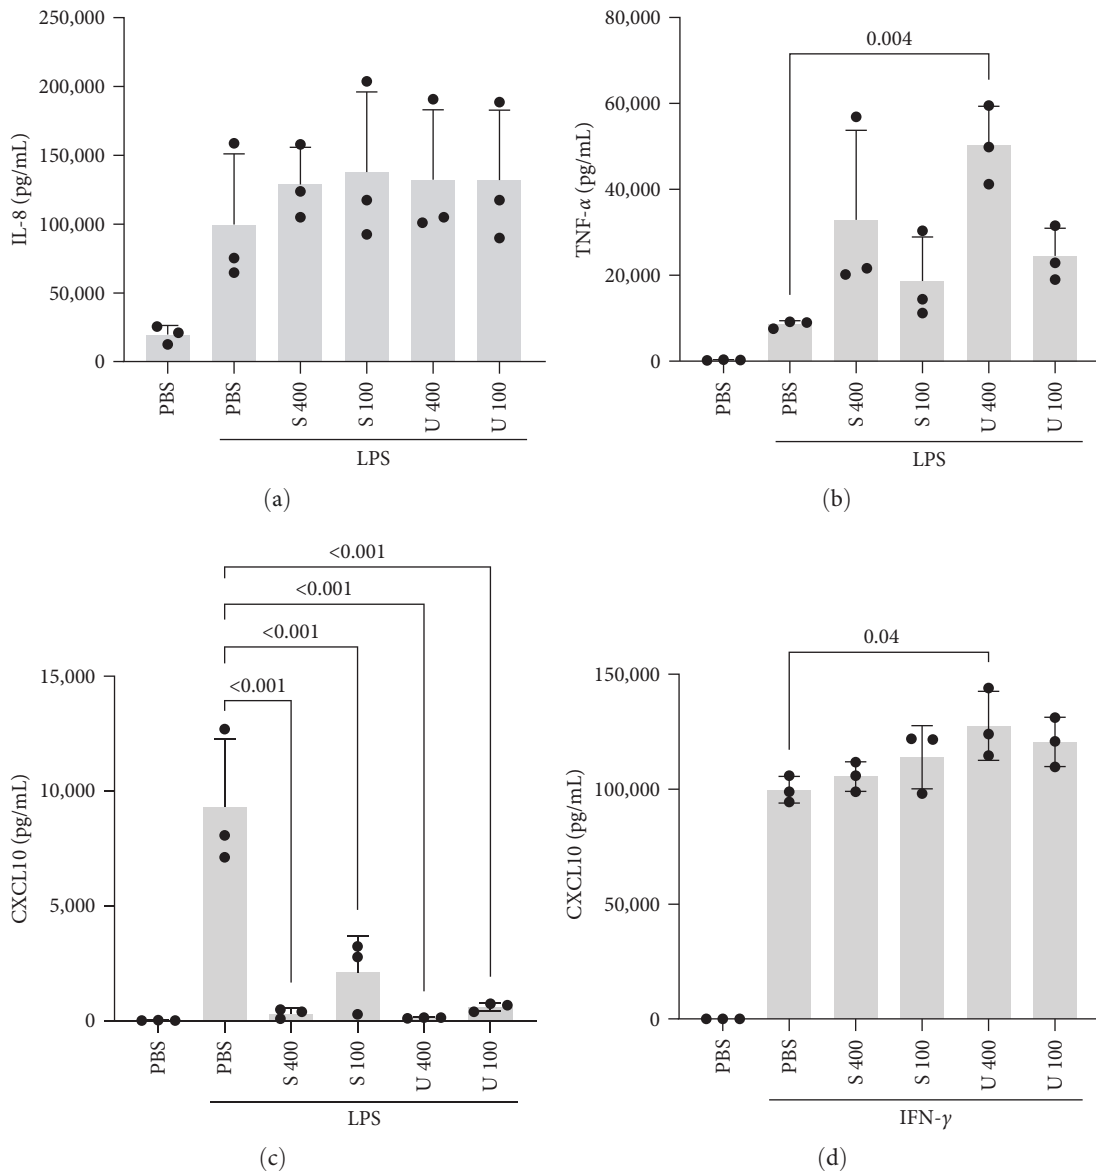 250,000
200,000
150,000
100,000
50,000
0
IL-8 (pg/mL)
PBS
PBS
S 400
S 100
U 400
U 100
LPS
(a)
80,000
60,000
40,000
20,000
0
TNF-α (pg/mL)
0.004
PBS
PBS
S 400
S 100
U 400
U 100
LPS
(b)
<0.001
<0.001
<0.001
<0.001
15,000
10,000
5,000
0
CXCL10 (pg/mL)
PBS
PBS
S 400
S 100
U 400
U 100
LPS
(c)
0.04
150,000
100,000
50,000
0
CXCL10 (pg/mL)
PBS
PBS
S 400
S 100
U 400
U 100
IFN-γ
(d)